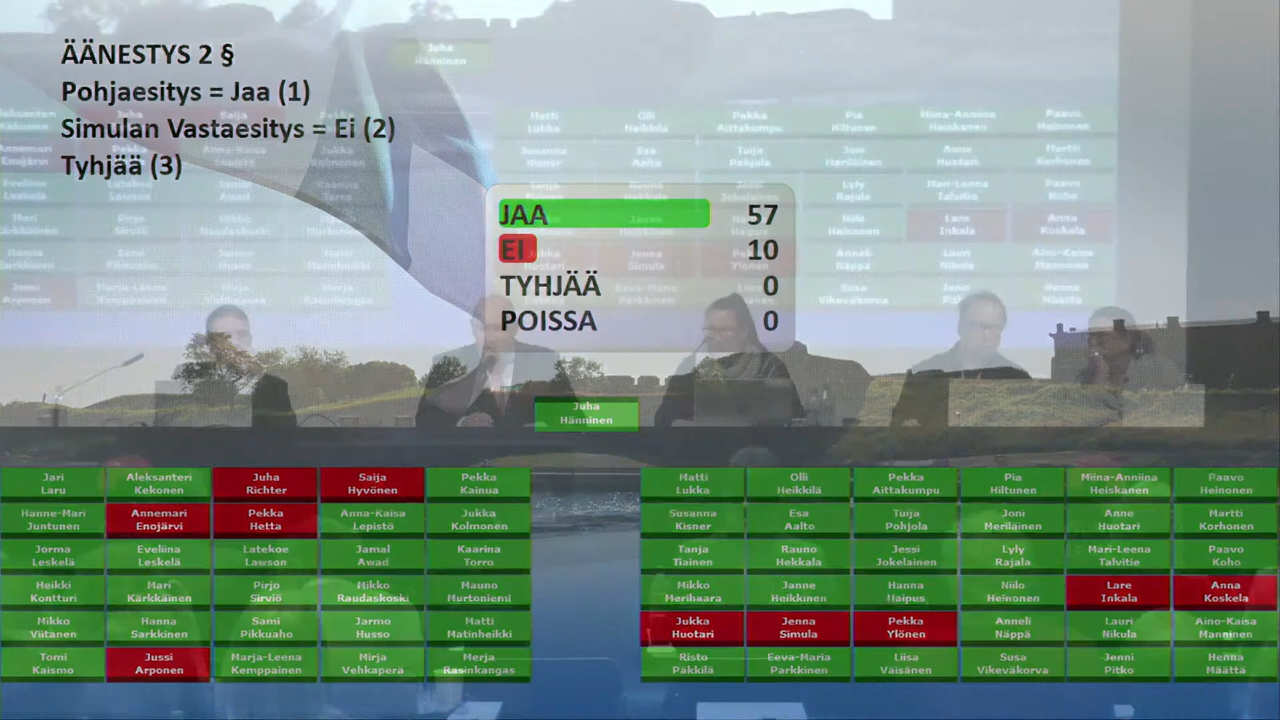 ÄÄNESTYS 2 §
Pohjaesitys = Jaa (1)
Simulan Vastaesitys = Ei (2)
Tyhjää (3)
JAA 57
EI 10
TYHJÄÄ 0
POISSA 0
Juha
Hänninen
Jari Aleksanteri Juha Saija Pekka
Laru Kekonen Richter Hyvönen Kainua
Hanne-Mari Annemari Pekka Anna-Kaisa Jukka
Juntunen Enojärvi Hetta Lepistö Kolmonen
Jorma Eveliina Latekoe Jamal Kaarina
Leskelä Leskelä Lawson Awad Torro
Heikki Mari Pirjo Mikko Mauno
Kontturi Kärkkäinen Sirviö Raudaskoski Murtoniemi
Mikko Hanna Sami Jarmo Matti
Viitanen Sarkkinen Pikkuaho Husso Matinheikki
Tomi Jussi Marja-Leena Mirja Merja
Kaismo Arponen Kemppainen Vehkaperä Rasinkangas
Matti Olli Pekka Pia Miina-Anniina Paavo
Lukka Heikkilä Aittakumpu Hiltunen Heiskanen Heinonen
Susanna Esa Tuija Joni Anne Martti
Kisner Aalto Pohjola Meriläinen Huotari Korhonen
Tanja Rauno Jessi Lyly Mari-Leena Paavo
Tiainen Hekkala Jokelainen Rajala Talvitie Koho
Mikko Janne Hanna Niilo Lare Anna
Merihaara Heikkinen Haipus Heinonen Inkala Koskela
Jukka Jenna Pekka Anneli Lauri Aino-Kaisa
Huotari Simula Ylönen Näppä Nikula Manninen
Risto Eeva-Maria Liisa Susa Jenni Henna
Päkkilä Parkkinen Väisänen Vikeväkorva Pitko Määttä